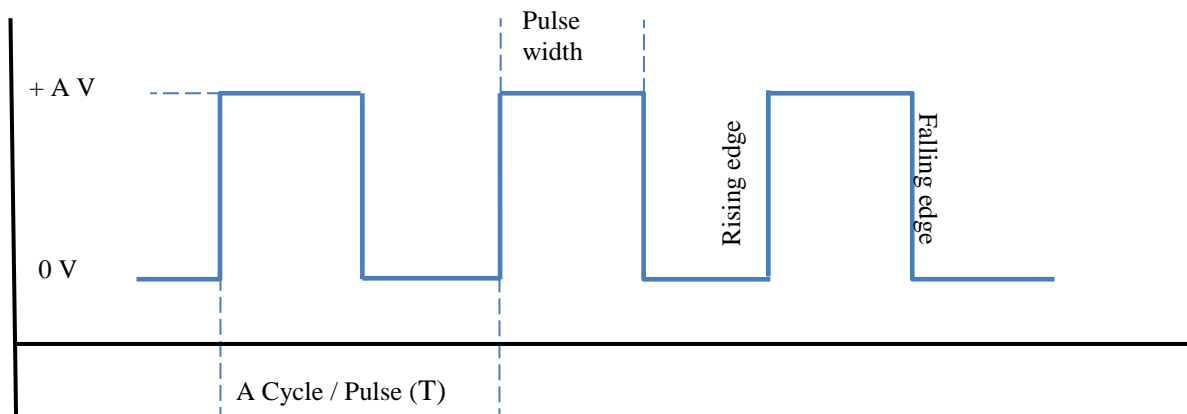 Pulse
width
+ A V
Rising edge
Falling edge
0 V
A Cycle / Pulse (T)